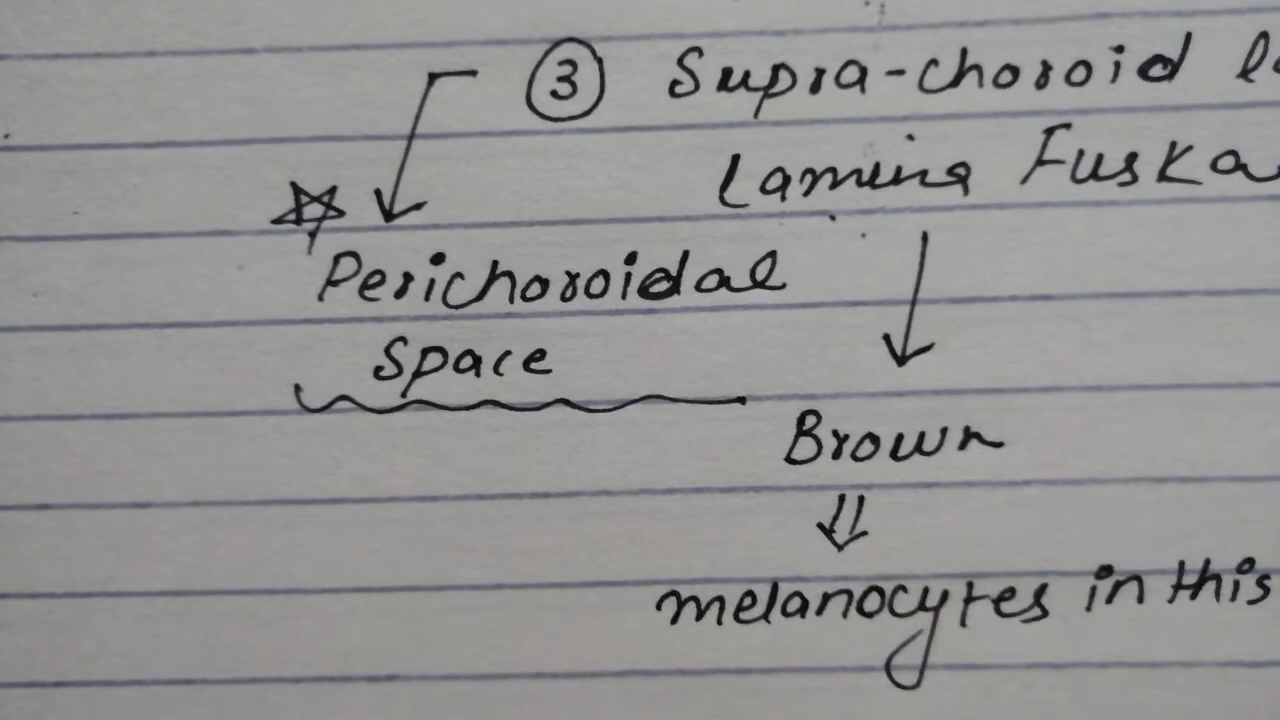 ③ Supra-choroid l
Lamina Fuska
Perichoroidal
Space
Brown
melanocytes in this